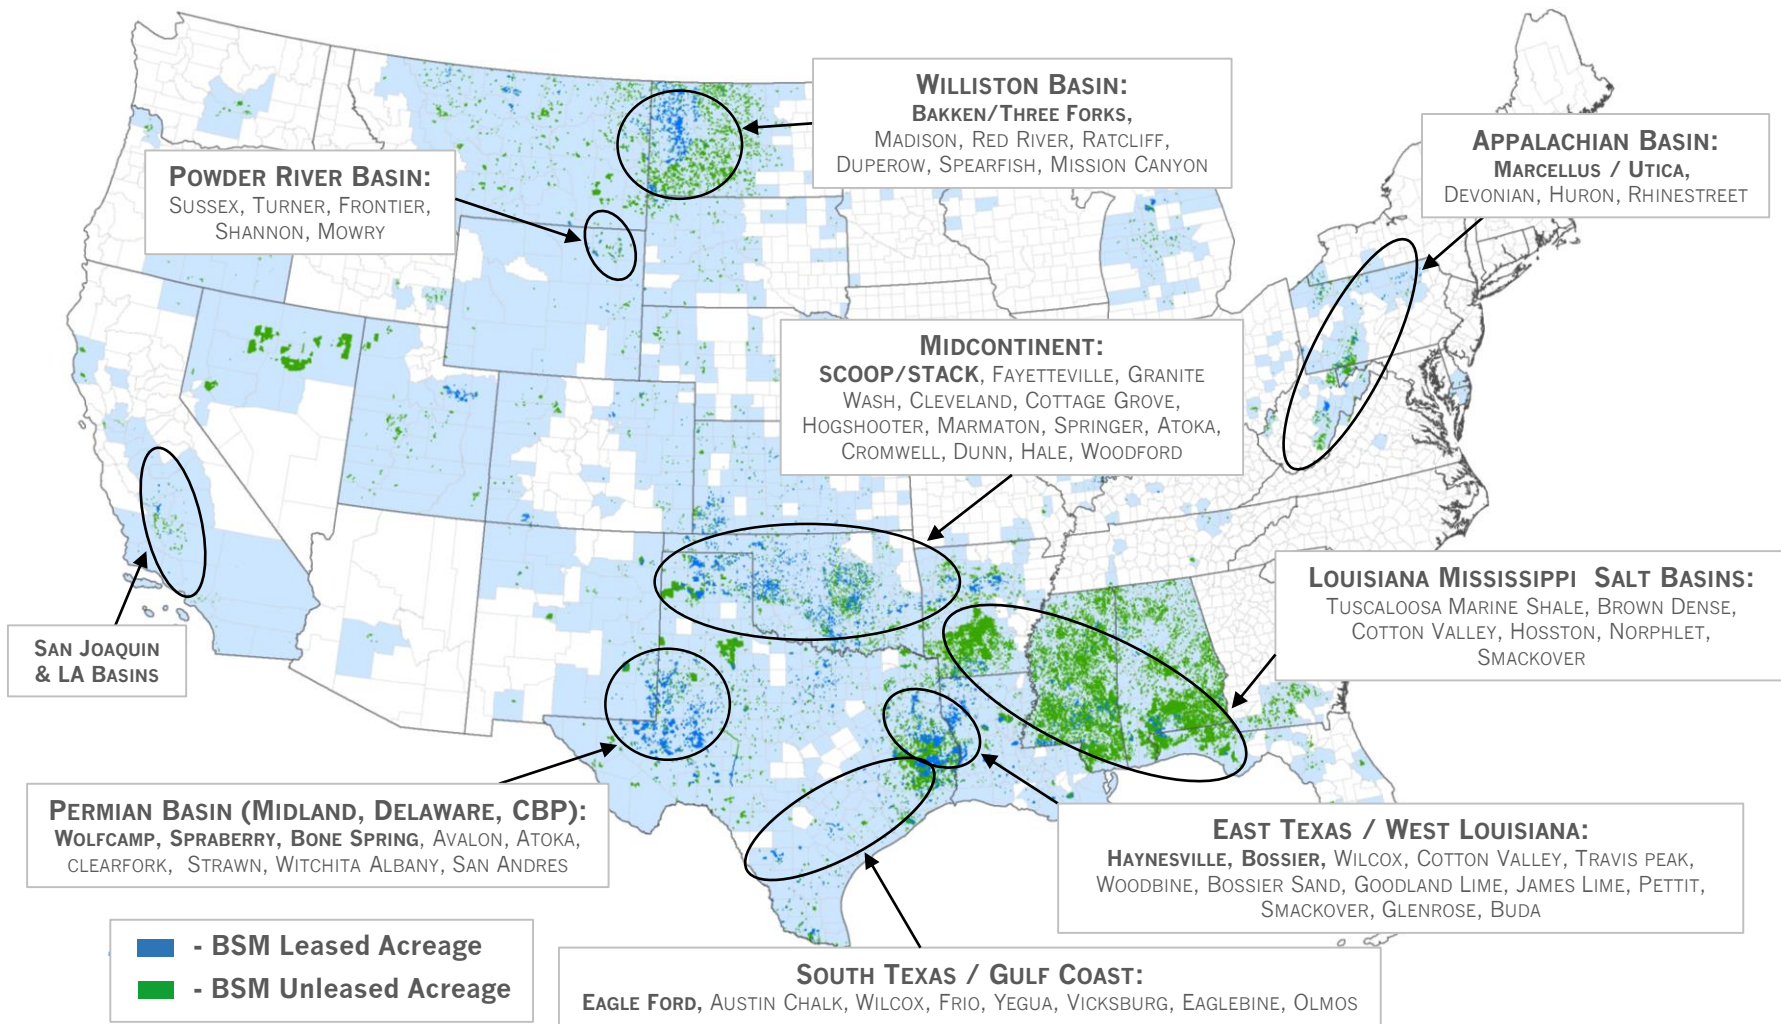 WILLISTON BASIN:
BAKKEN/THREE FORKS,
MADISON, RED RIVER, RATCLIFF,
DUPEROW, SPEARFISH, MISSION CANYON
APPALACHIAN BASIN:
MARCELLUS / UTICA,
DEVONIAN, HURON, RHINESTREET
POWDER RIVER BASIN:
SUSSEX, TURNER, FRONTIER,
SHANNON, MOWRY
MIDCONTINENT:
SCOOP/STACK, FAYETTEVILLE, GRANITE
WASH, CLEVELAND, COTTAGE GROVE,
HOGSHOOTER, MARMATON, SPRINGER, ATOKA,
CROMWELL, DUNN, HALE, WOODFORD
LOUISIANA MISSISSIPPI SALT BASINS:
TUSCALOOSA MARINE SHALE, BROWN DENSE,
COTTON VALLEY, HOSSTON, NORPHLET,
SMACKOVER
SAN JOAQUIN
& LA BASINS
PERMIAN BASIN (MIDLAND, DELAWARE, CBP):
WOLFCAMP, SPRABERRY, BONE SPRING, AVALON, ATOKA,
CLEARFORK, STRAWN, WITCHITA ALBANY, SAN ANDRES
EAST TEXAS / WEST LOUISIANA:
HAYNESVILLE, BOSSIER, WILCOX, COTTON VALLEY, TRAVIS PEAK,
WOODBINE, BOSSIER SAND, GOODLAND LIME, JAMES LIME, PETTIT,
SMACKOVER, GLENROSE, BUDA
- BSM Leased Acreage
- BSM Unleased Acreage
SOUTH TEXAS / GULF COAST:
EAGLE FORD, AUSTIN CHALK, WILCOX, FRIO, YEGUA, VICKSBURG, EAGLEBINE, OLMOS